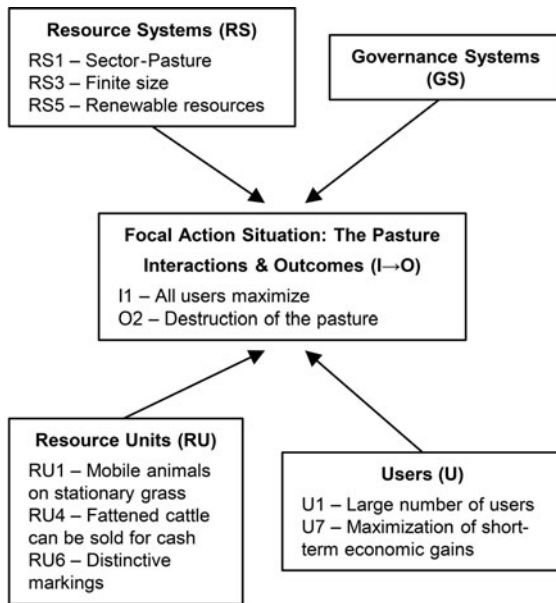 Resource Systems (RS)
RS1 – Sector-Pasture
RS3 – Finite size
RS5 – Renewable resources
Governance Systems
(GS)
Focal Action Situation: The Pasture
Interactions & Outcomes (I→O)
I1 – All users maximize
O2 – Destruction of the pasture
Resource Units (RU)
RU1 – Mobile animals
on stationary grass
RU4 – Fattened cattle
can be sold for cash
RU6 – Distinctive
markings
Users (U)
U1 – Large number of users
U7 – Maximization of short-
term economic gains